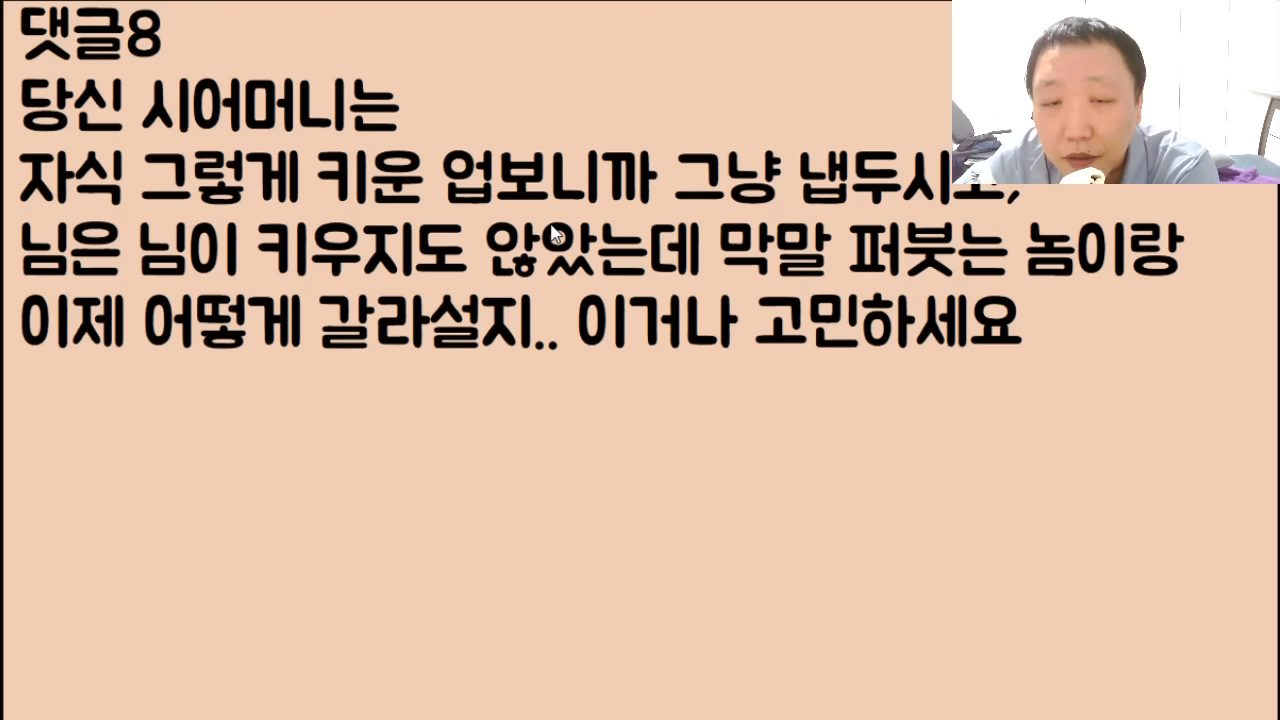 댓글8
당신 시어머니는
자식 그렇게 키운 업보니까 그냥 냅두시고,
님은 님이 키우지도 않았는데 막말 퍼붓는 놈이랑
이제 어떻게 갈라설지.. 이거나 고민하세요